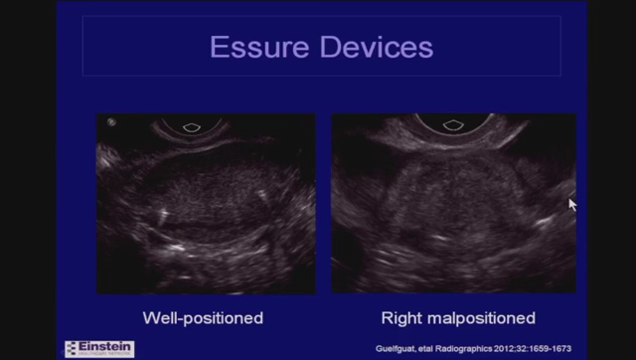 Essure Devices
Well-positioned
Right malpositioned
Einstein
Guelfguat, etal Radiographics 2012;32:1659-1673